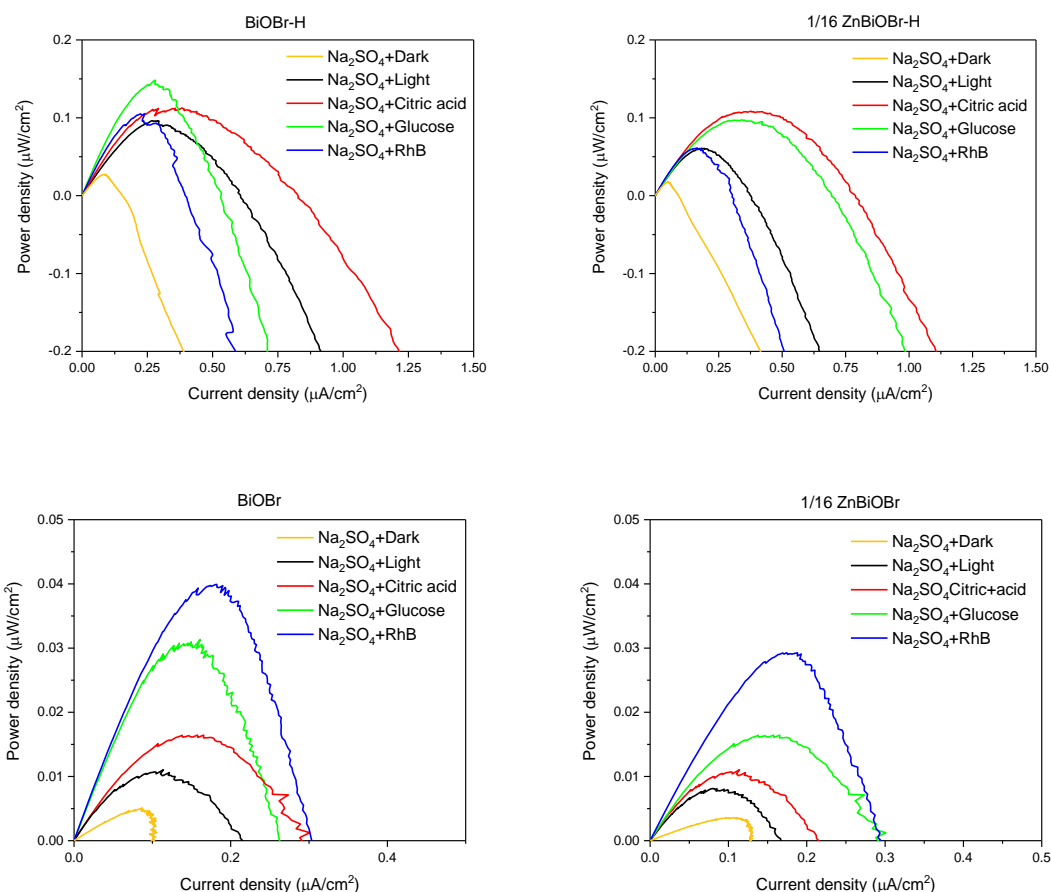 BiOBr-H
0.2
0.1
0.0
-0.1
-0.2
Power density (μW/cm²)
0.00 0.25 0.50 0.75 1.00 1.25 1.50
Current density (μA/cm²)
Na₂SO₄+Dark
Na₂SO₄+Light
Na₂SO₄+Citric acid
Na₂SO₄+Glucose
Na₂SO₄+RhB
1/16 ZnBiOBr-H
0.2
0.1
0.0
-0.1
-0.2
Power density (μW/cm²)
0.00 0.25 0.50 0.75 1.00 1.25 1.50
Current density (μA/cm²)
Na₂SO₄+Dark
Na₂SO₄+Light
Na₂SO₄+Citric acid
Na₂SO₄+Glucose
Na₂SO₄+RhB
BiOBr
0.05
0.04
0.03
0.02
0.01
0.00
Power density (μW/cm²)
0.0 0.2 0.4
Current density (μA/cm²)
Na₂SO₄+Dark
Na₂SO₄+Light
Na₂SO₄+Citric acid
Na₂SO₄+Glucose
Na₂SO₄+RhB
1/16 ZnBiOBr
0.05
0.04
0.03
0.02
0.01
0.00
Power density (μW/cm²)
0.0 0.1 0.2 0.3 0.4 0.5
Current density (μA/cm²)
Na₂SO₄+Dark
Na₂SO₄+Light
Na₂SO₄Citric+acid
Na₂SO₄+Glucose
Na₂SO₄+RhB